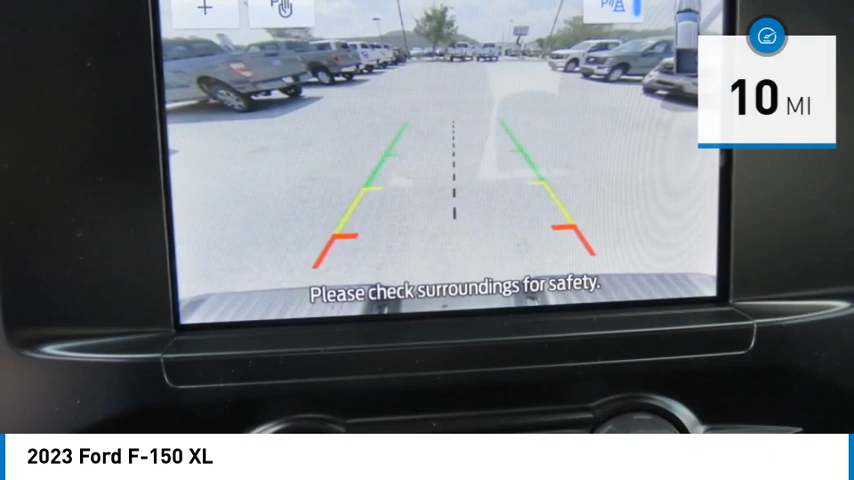 +
P
P
10 MI
Please check surroundings for safety.
2023 Ford F-150 XL